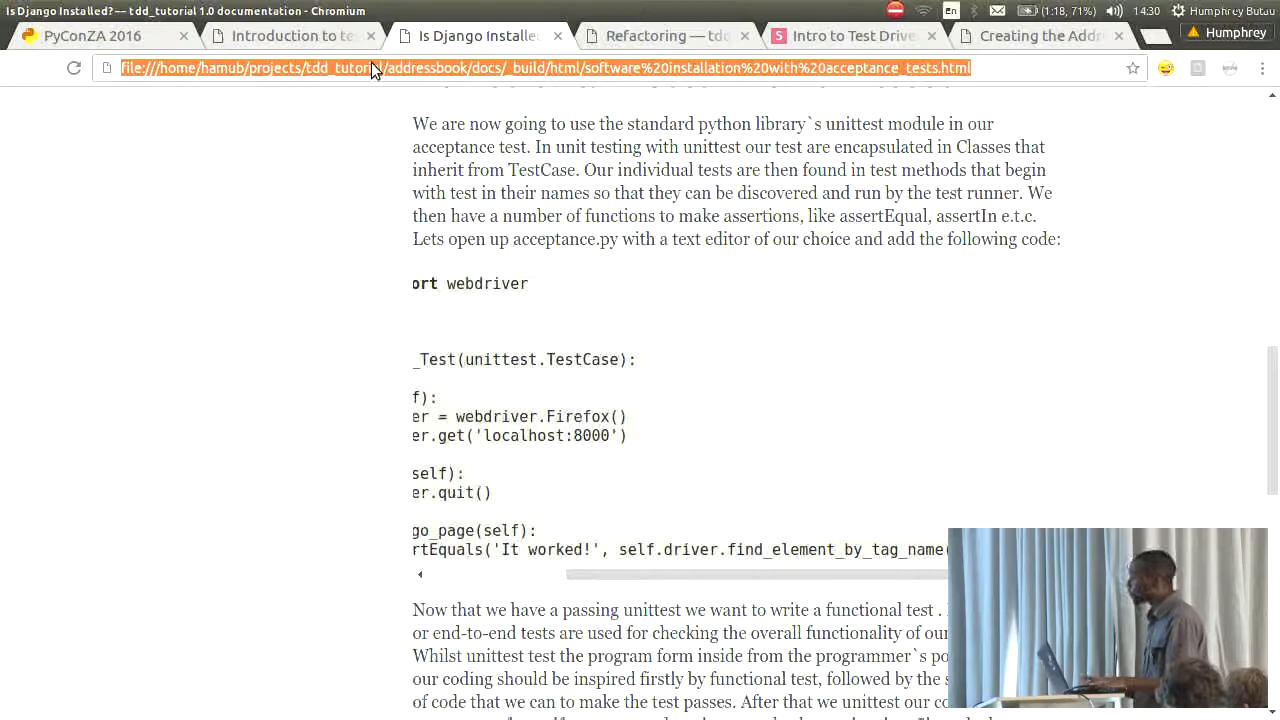 Is Django Installed?— tdd_tutorial 1.0 documentation - Chromium
En
(1:18, 71%)
14:30
Humphrey Butau
PyConZA 2016
Introduction to te
Is Django Installed
Refactoring — tdd
Intro to Test Drive
Creating the Addr
Humphrey
file:///home/hamub/projects/tdd_tutorial/addressbook/docs/_build/html/software%20installation%20with%20acceptance_tests.html
We are now going to use the standard python library`s unittest module in our
acceptance test. In unit testing with unittest our test are encapsulated in Classes that
inherit from TestCase. Our individual tests are then found in test methods that begin
with test in their names so that they can be discovered and run by the test runner. We
then have a number of functions to make assertions, like assertEqual, assertIn e.t.c.
Lets open up acceptance.py with a text editor of our choice and add the following code:
ort webdriver
_Test(unittest.TestCase):
f):
er = webdriver.Firefox()
er.get('localhost:8000')
self):
er.quit()
go_page(self):
rtEquals('It worked!', self.driver.find_element_by_tag_name(
Now that we have a passing unittest we want to write a functional test .
or end-to-end tests are used for checking the overall functionality of our
Whilst unittest test the program form inside from the programmer`s po
our coding should be inspired firstly by functional test, followed by the s
of code that we can to make the test passes. After that we unittest our co